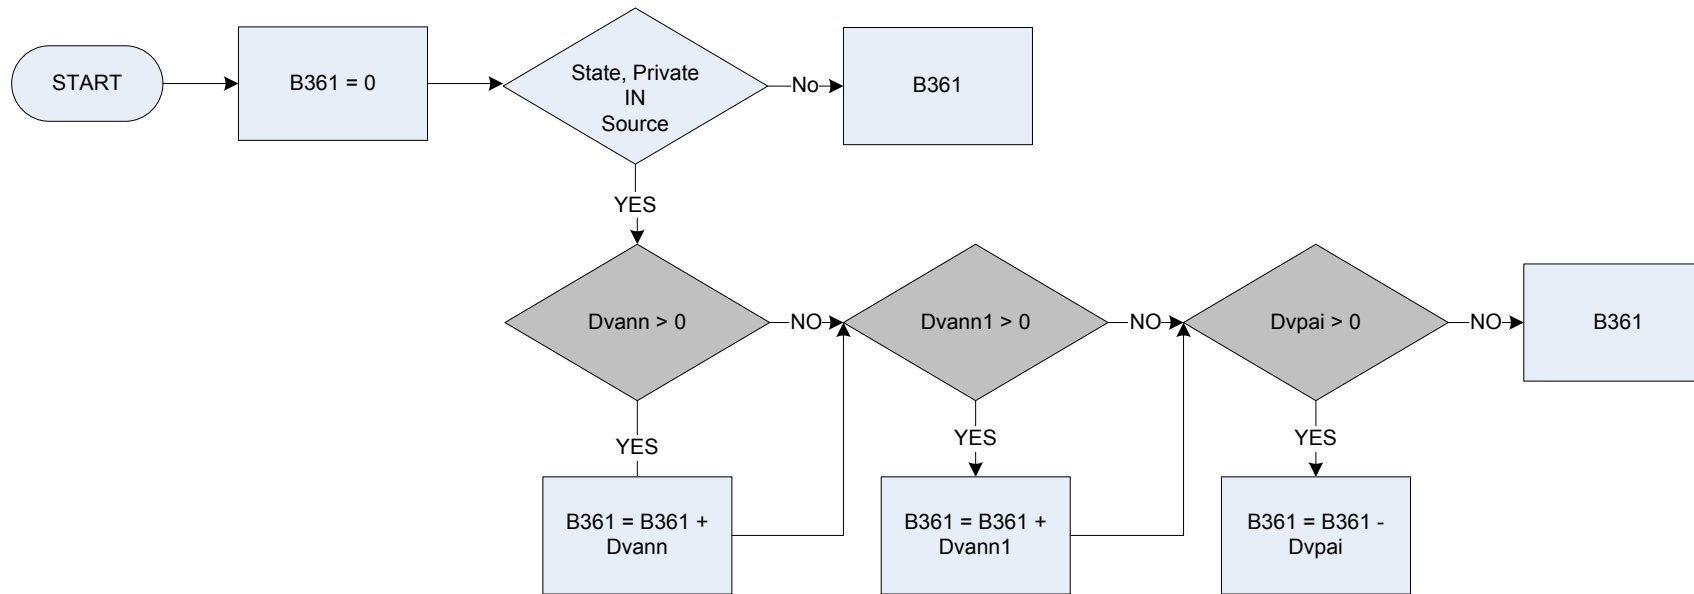 START
B361 = 0
State, Private
IN
Source
No
B361
YES
Dvann > 0
NO
Dvann1 > 0
NO
Dvpai > 0
NO
B361
YES
YES
YES
B361 = B361 +
Dvann
B361 = B361 +
Dvann1
B361 = B361 -
Dvpai